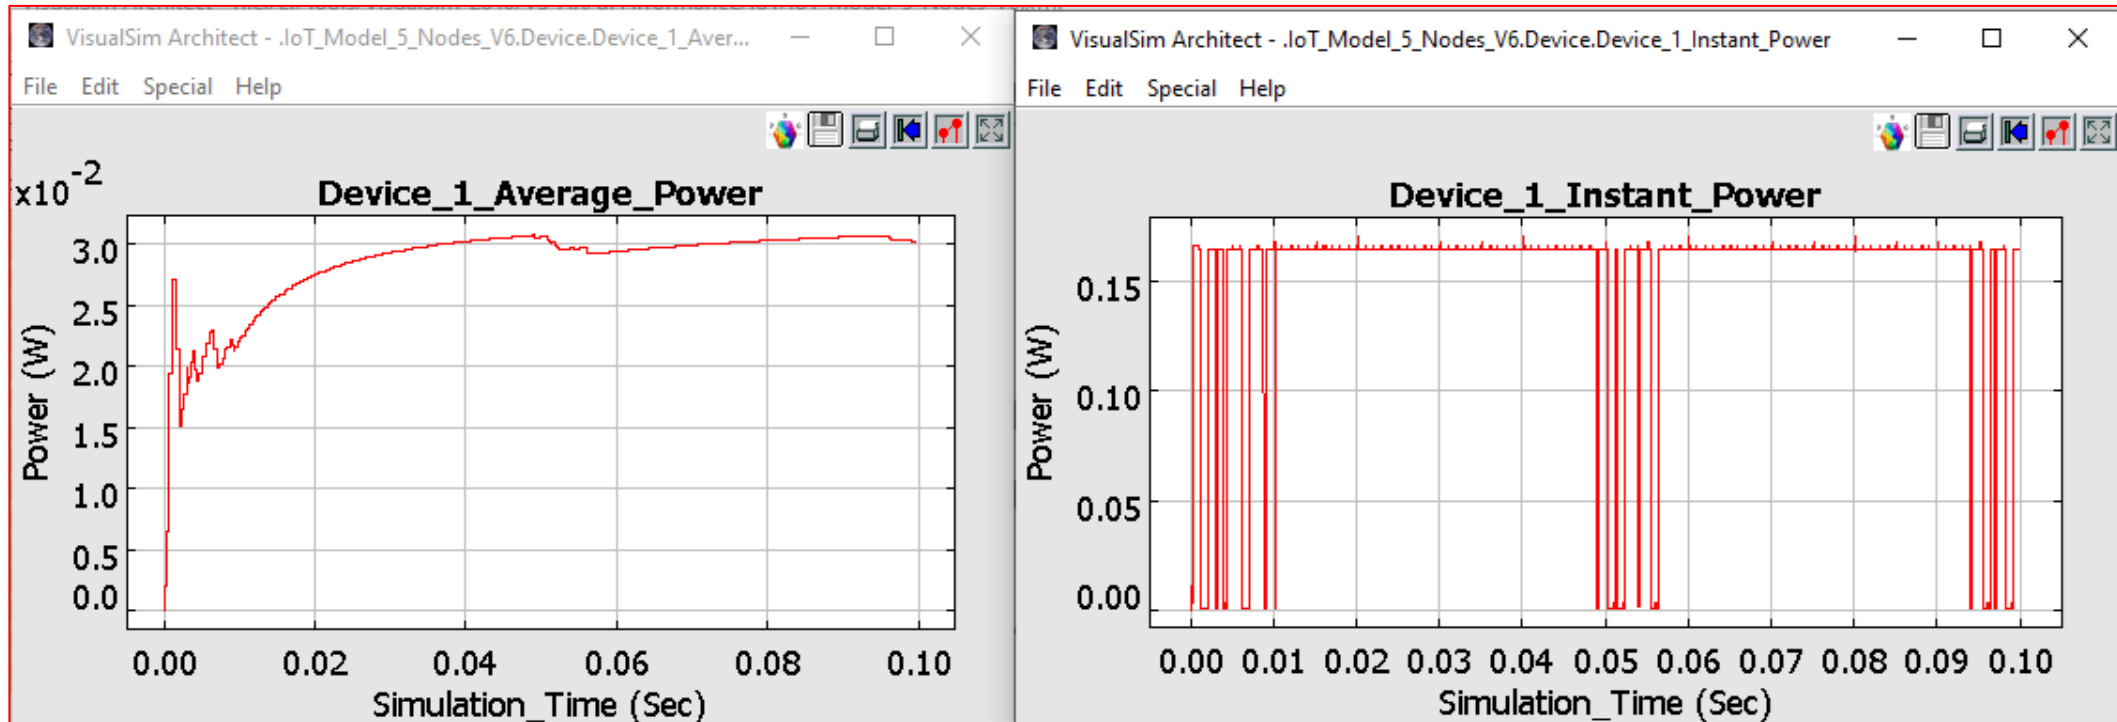 VisualSim Architect - .IoT_Model_5_Nodes_V6.Device.Device_1_Aver...
File Edit Special Help
x10^-2
Device_1_Average_Power
3.0
2.5
2.0
1.5
1.0
0.5
0.0
Power (W)
0.00 0.02 0.04 0.06 0.08 0.10
Simulation_Time (Sec)
VisualSim Architect - .IoT_Model_5_Nodes_V6.Device.Device_1_Instant_Power
File Edit Special Help
Device_1_Instant_Power
0.15
0.10
0.05
0.00
Power (W)
0.00 0.01 0.02 0.03 0.04 0.05 0.06 0.07 0.08 0.09 0.10
Simulation_Time (Sec)